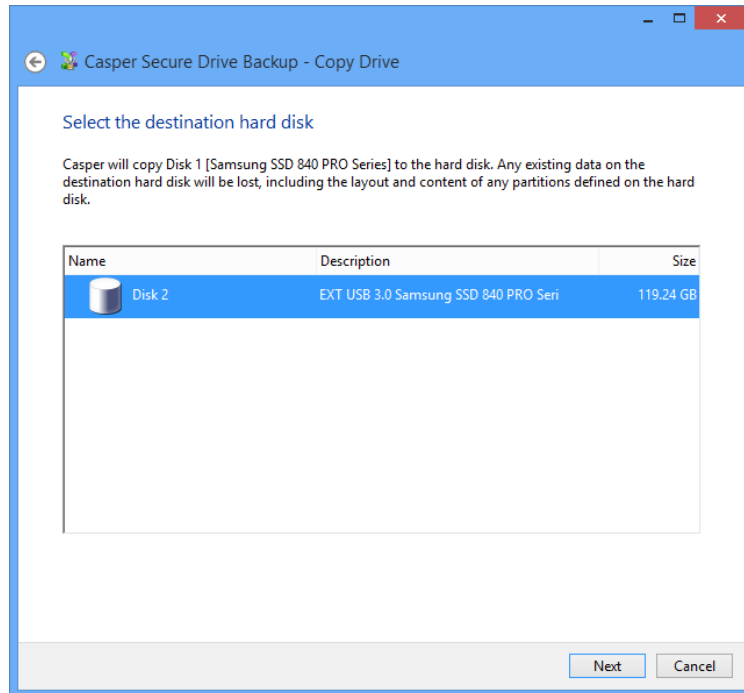 Casper Secure Drive Backup - Copy Drive
Select the destination hard disk
Casper will copy Disk 1 [Samsung SSD 840 PRO Series] to the hard disk. Any existing data on the
destination hard disk will be lost, including the layout and content of any partitions defined on the hard
disk.
Name Description Size
Disk 2 EXT USB 3.0 Samsung SSD 840 PRO Seri 119.24 GB
Next Cancel